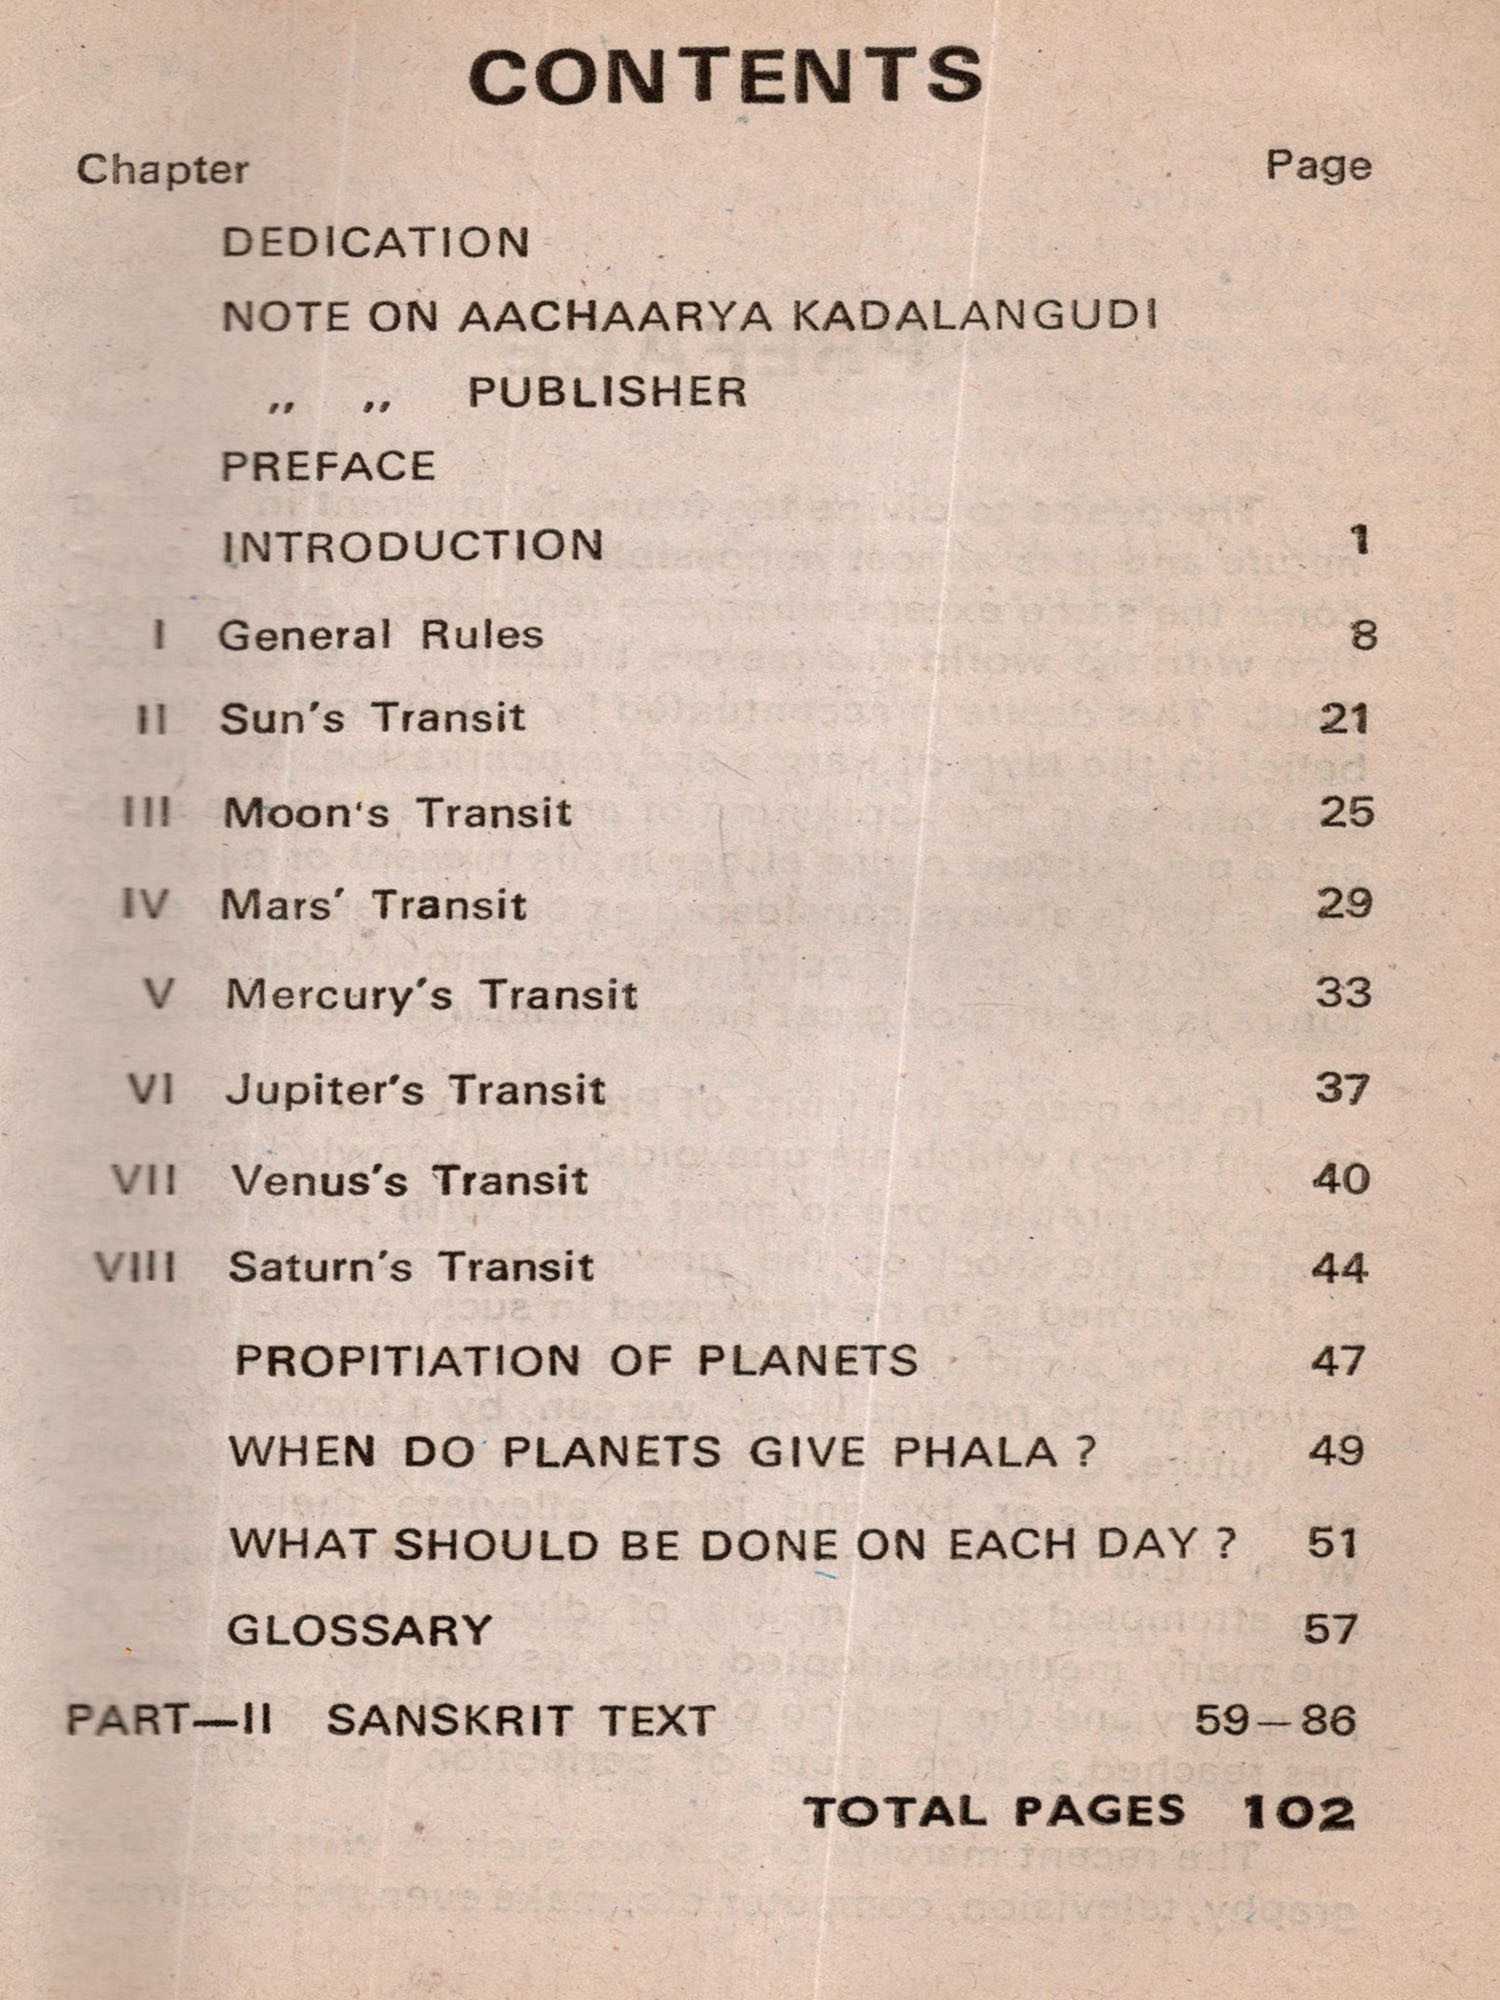 CONTENTS
Chapter Page
DEDICATION
NOTE ON AACHAARYA KADALANGUDI
,, ,, PUBLISHER
PREFACE
INTRODUCTION 1
I General Rules 8
II Sun's Transit 21
III Moon's Transit 25
IV Mars' Transit 29
V Mercury's Transit 33
VI Jupiter's Transit 37
VII Venus's Transit 40
VIII Saturn's Transit 44
PROPITIATION OF PLANETS 47
WHEN DO PLANETS GIVE PHALA ? 49
WHAT SHOULD BE DONE ON EACH DAY ? 51
GLOSSARY 57
PART—II SANSKRIT TEXT 59—86
TOTAL PAGES 102